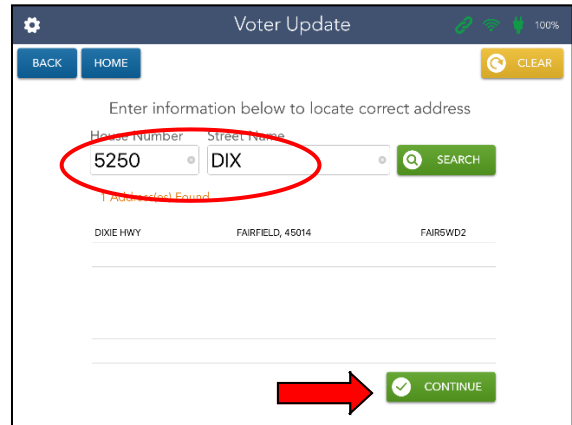 Voter Update
100%
BACK
HOME
CLEAR
Enter information below to locate correct address
House Number
Street Name
5250
DIX
SEARCH
1 Address(es) Found
DIXIE HWY
FAIRFIELD, 45014
FAIR5WD2
CONTINUE